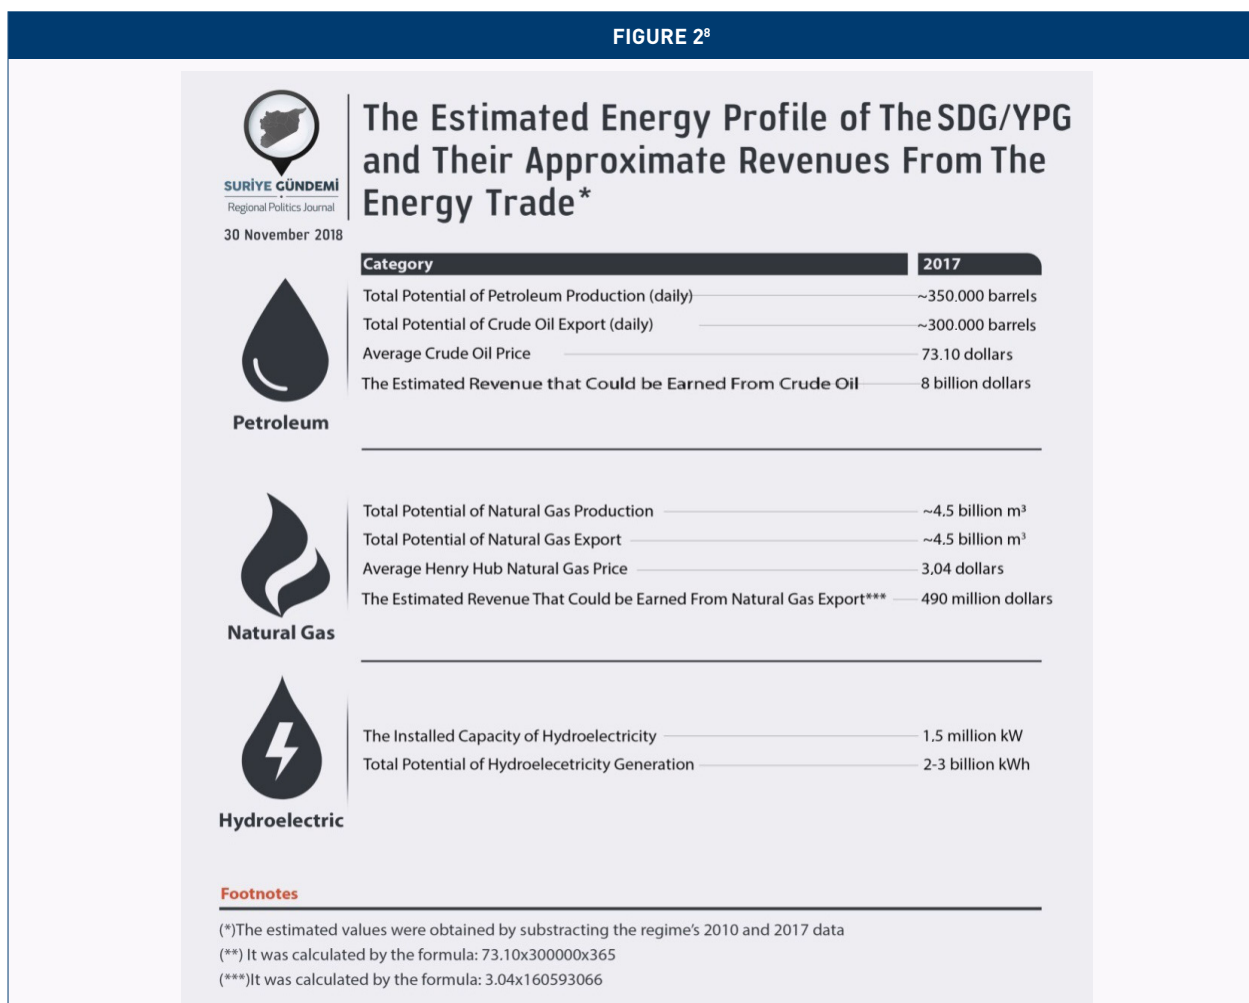 FIGURE 2⁸
The Estimated Energy Profile of The SDG/YPG
and Their Approximate Revenues From The
Energy Trade*
SURİYE GÜNDEMİ
Regional Politics Journal
30 November 2018
Category 2017
Total Potential of Petroleum Production (daily) ~350.000 barrels
Total Potential of Crude Oil Export (daily) ~300.000 barrels
Average Crude Oil Price 73.10 dollars
The Estimated Revenue that Could be Earned From Crude Oil 8 billion dollars
Petroleum
Total Potential of Natural Gas Production ~4.5 billion m³
Total Potential of Natural Gas Export ~4.5 billion m³
Average Henry Hub Natural Gas Price 3.04 dollars
The Estimated Revenue That Could be Earned From Natural Gas Export*** 490 million dollars
Natural Gas
The Installed Capacity of Hydroelectricity 1.5 million kW
Total Potential of Hydroelecetricity Generation 2-3 billion kWh
Hydroelectric
Footnotes
(*)The estimated values were obtained by substracting the regime's 2010 and 2017 data
(**) It was calculated by the formula: 73.10x300000x365
(***)It was calculated by the formula: 3.04x160593066